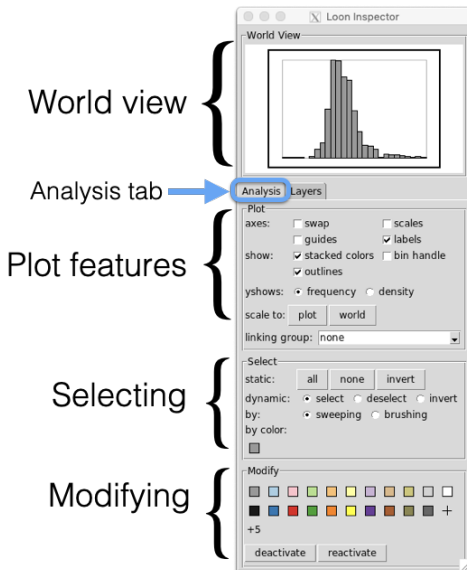 Loon Inspector
World View
World view
Analysis tab
Analysis Layers
Plot
axes: swap scales
guides labels
Plot features
show: stacked colors bin handle
outlines
yshows: frequency density
scale to: plot world
linking group: none
Select
static: all none invert
Selecting
dynamic: select deselect invert
by: sweeping brushing
by color:
Modify
Modifying
+
+5
deactivate reactivate